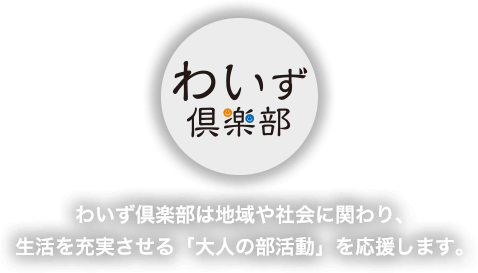 わいず
倶楽部
わいず倶楽部は地域や社会に関わり、
生活を充実させる「大人の部活動」を応援します。